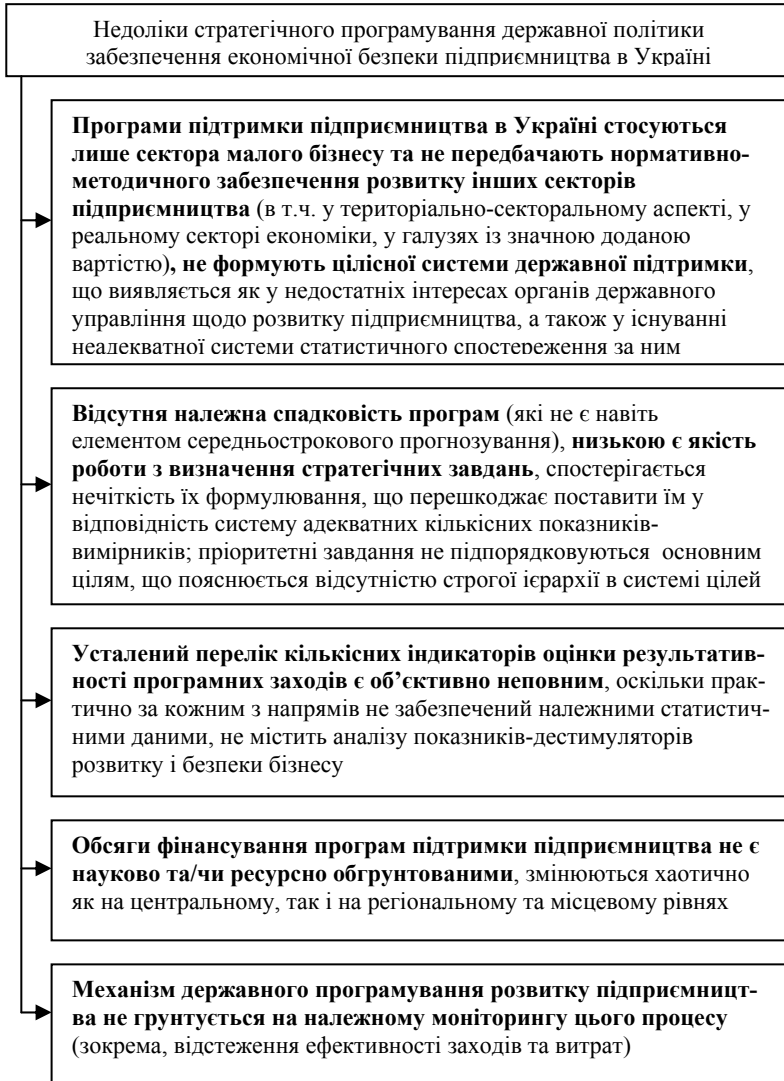 Недоліки стратегічного програмування державної політики
забезпечення економічної безпеки підприємництва в Україні
Програми підтримки підприємництва в Україні стосуються
лише сектора малого бізнесу та не передбачають нормативно-
методичного забезпечення розвитку інших секторів
підприємництва (в т.ч. у територіально-секторальному аспекті, у
реальному секторі економіки, у галузях із значною доданою
вартістю), не формують цілісної системи державної підтримки,
що виявляється як у недостатніх інтересах органів державного
управління щодо розвитку підприємництва, а також у існуванні
неадекватної системи статистичного спостереження за ним
Відсутня належна спадковість програм (які не є навіть
елементом середньострокового прогнозування), низькою є якість
роботи з визначення стратегічних завдань, спостерігається
нечіткість їх формулювання, що перешкоджає поставити їм у
відповідність систему адекватних кількісних показників-
вимірників; пріоритетні завдання не підпорядковуються основним
цілям, що пояснюється відсутністю строгої ієрархії в системі цілей
Усталений перелік кількісних індикаторів оцінки результатив-
ності програмних заходів є об’єктивно неповним, оскільки прак-
тично за кожним з напрямів не забезпечений належними статистич-
ними даними, не містить аналізу показників-дестимуляторів
розвитку і безпеки бізнесу
Обсяги фінансування програм підтримки підприємництва не є
науково та/чи ресурсно обгрунтованими, змінюються хаотично
як на центральному, так і на регіональному та місцевому рівнях
Механізм державного програмування розвитку підприємницт-
ва не грунтується на належному моніторингу цього процесу
(зокрема, відстеження ефективності заходів та витрат)